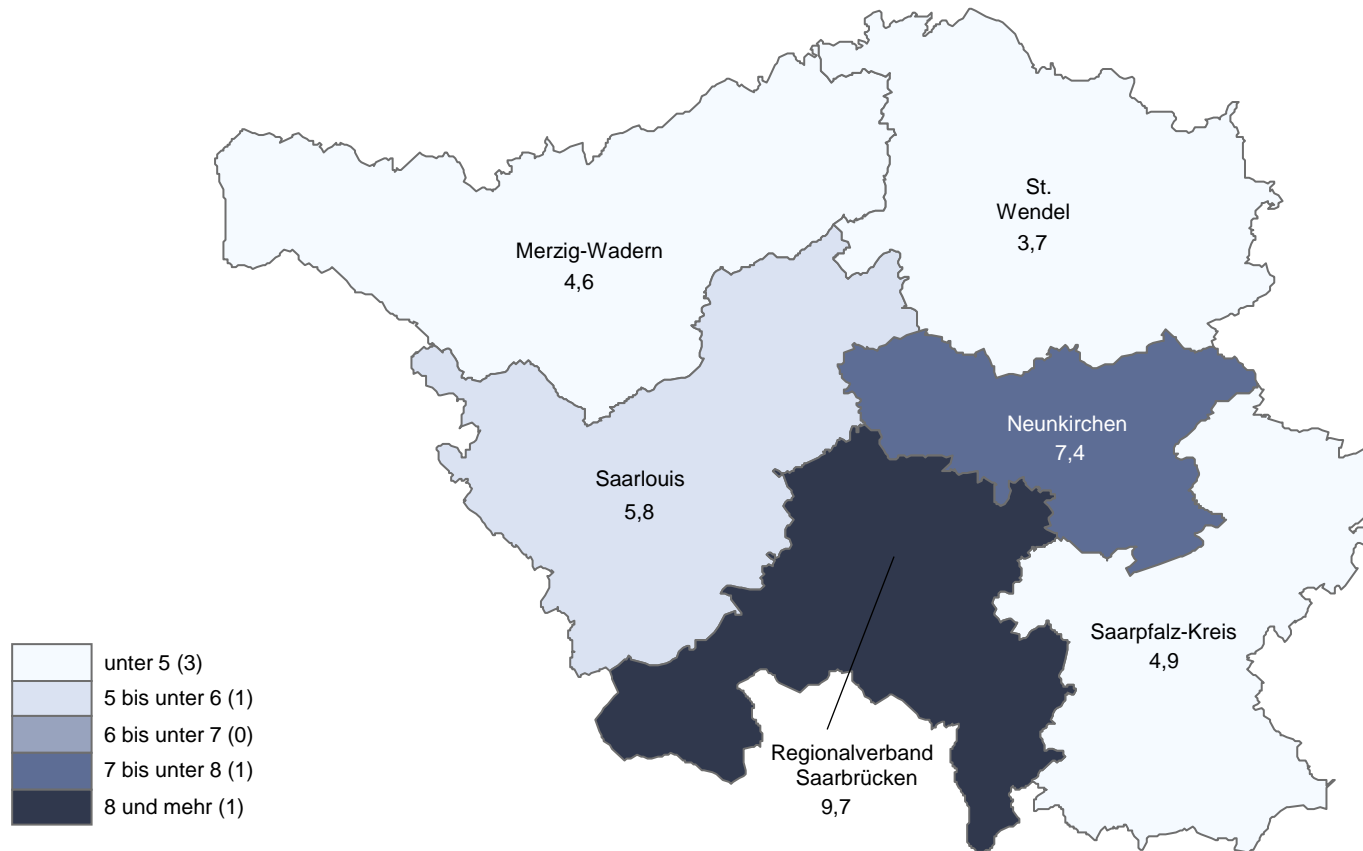 St.
Wendel
3,7
Merzig-Wadern
4,6
Neunkirchen
7,4
Saarlouis
5,8
Saarpfalz-Kreis
4,9
Regionalverband
Saarbrücken
9,7
unter 5 (3)
5 bis unter 6 (1)
6 bis unter 7 (0)
7 bis unter 8 (1)
8 und mehr (1)